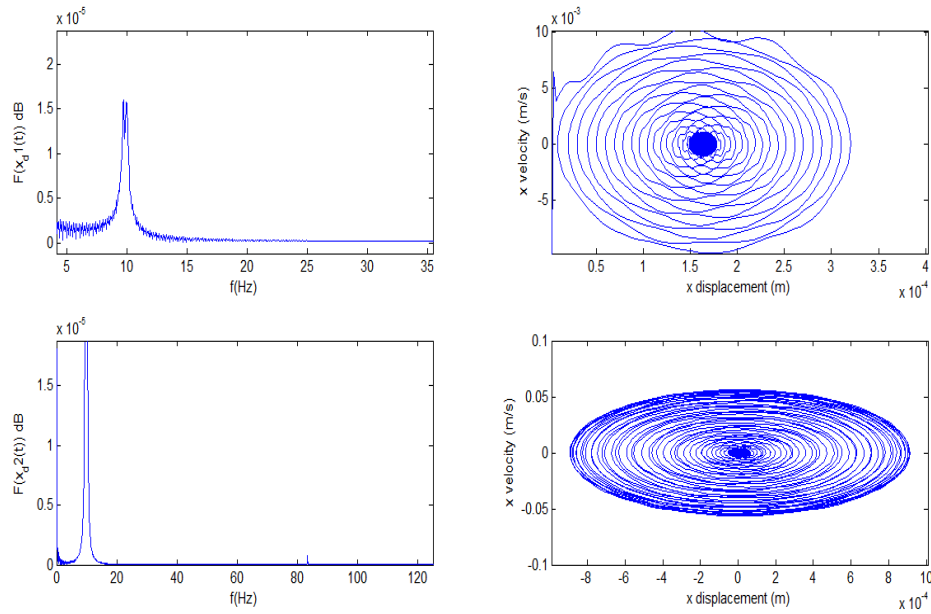 x 10^-5
F(x_d1(t)) dB
1.5
1
0.5
0
5 10 15 20 25 30 35
f(Hz)
x 10^-3
x velocity (m/s)
10
5
0
-5
0.5 1 1.5 2 2.5 3 3.5 4
x displacement (m)
x 10^-4
x 10^-5
F(x_d2(t)) dB
1.5
1
0.5
0
0 20 40 60 80 100 120
f(Hz)
x velocity (m/s)
0.1
0.05
0
-0.05
-0.1
-8 -6 -4 -2 0 2 4 6 8 10
x displacement (m)
x 10^-4